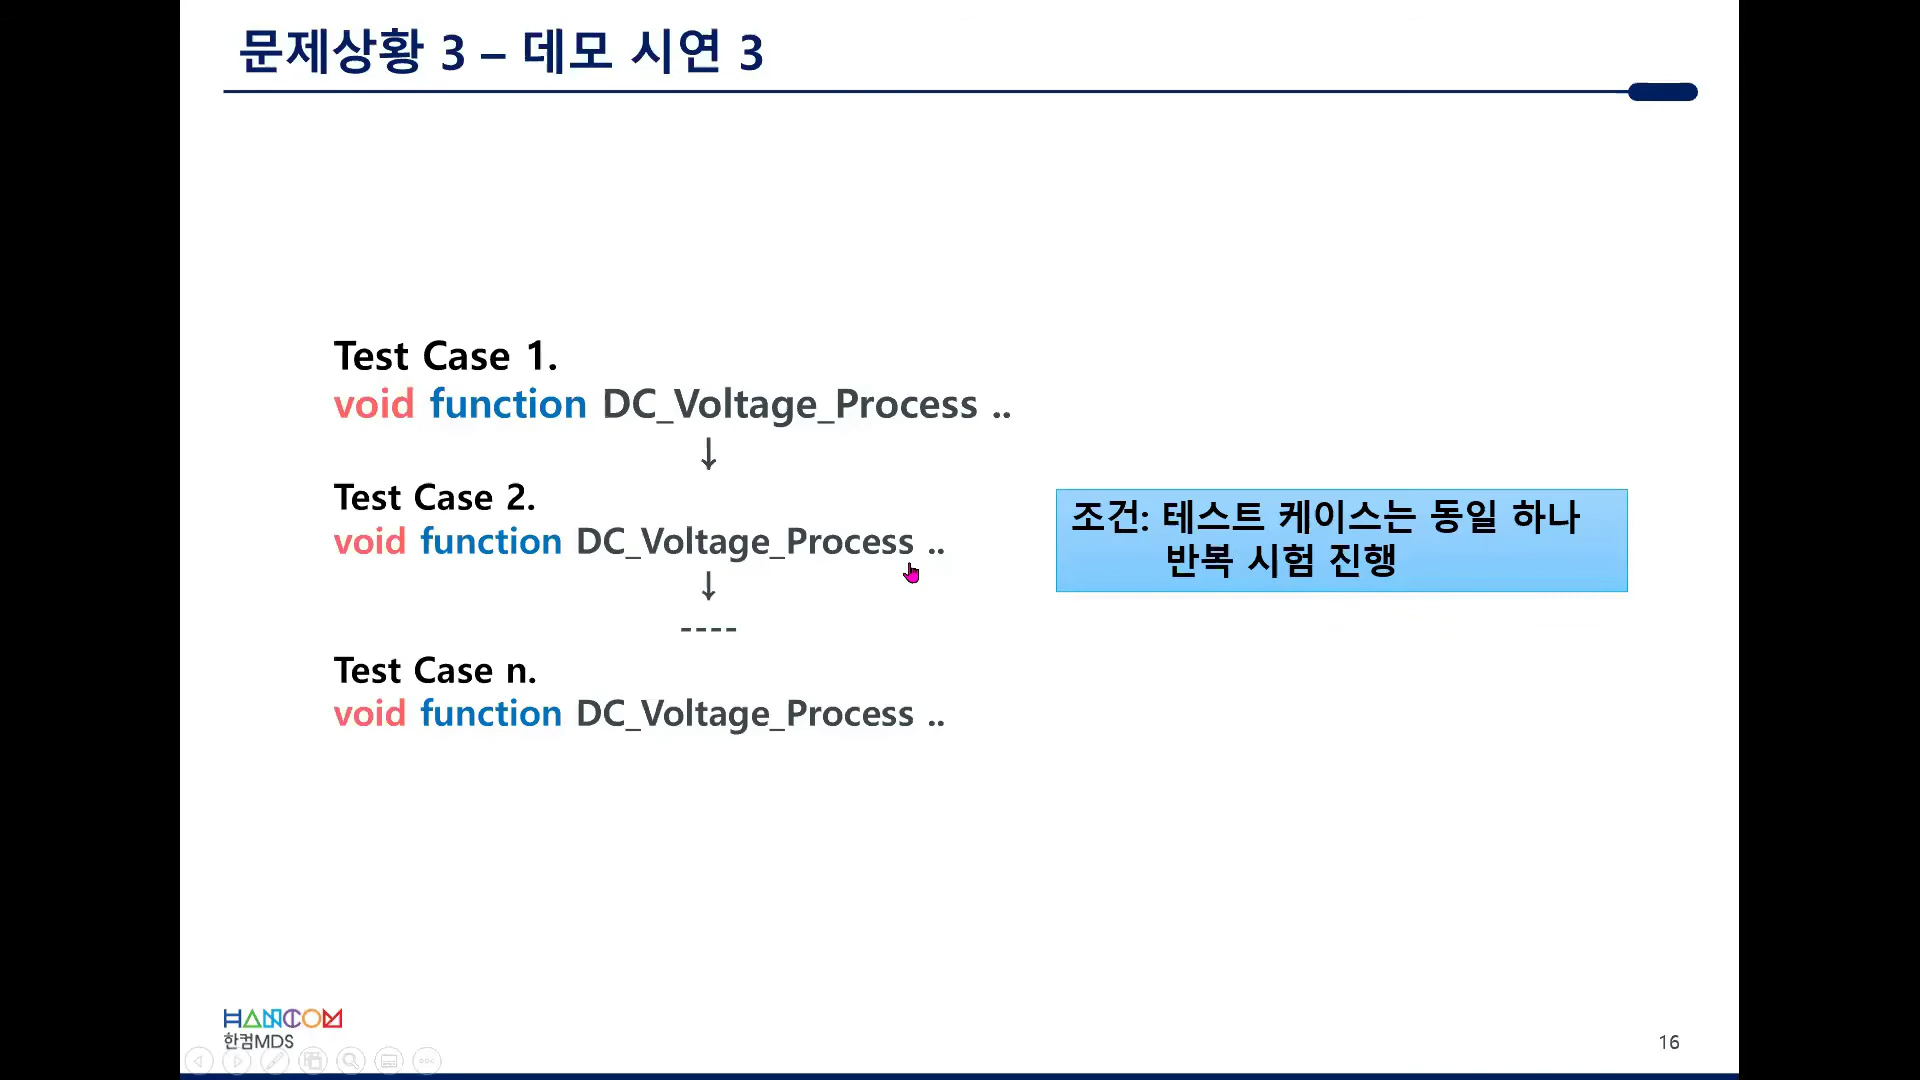 문제상황 3 – 데모 시연 3
Test Case 1.
void function DC_Voltage_Process ..
↓
Test Case 2.
void function DC_Voltage_Process ..
↓
----
Test Case n.
void function DC_Voltage_Process ..
조건: 테스트 케이스는 동일 하나
반복 시험 진행
HANCOM
한컴MDS
16